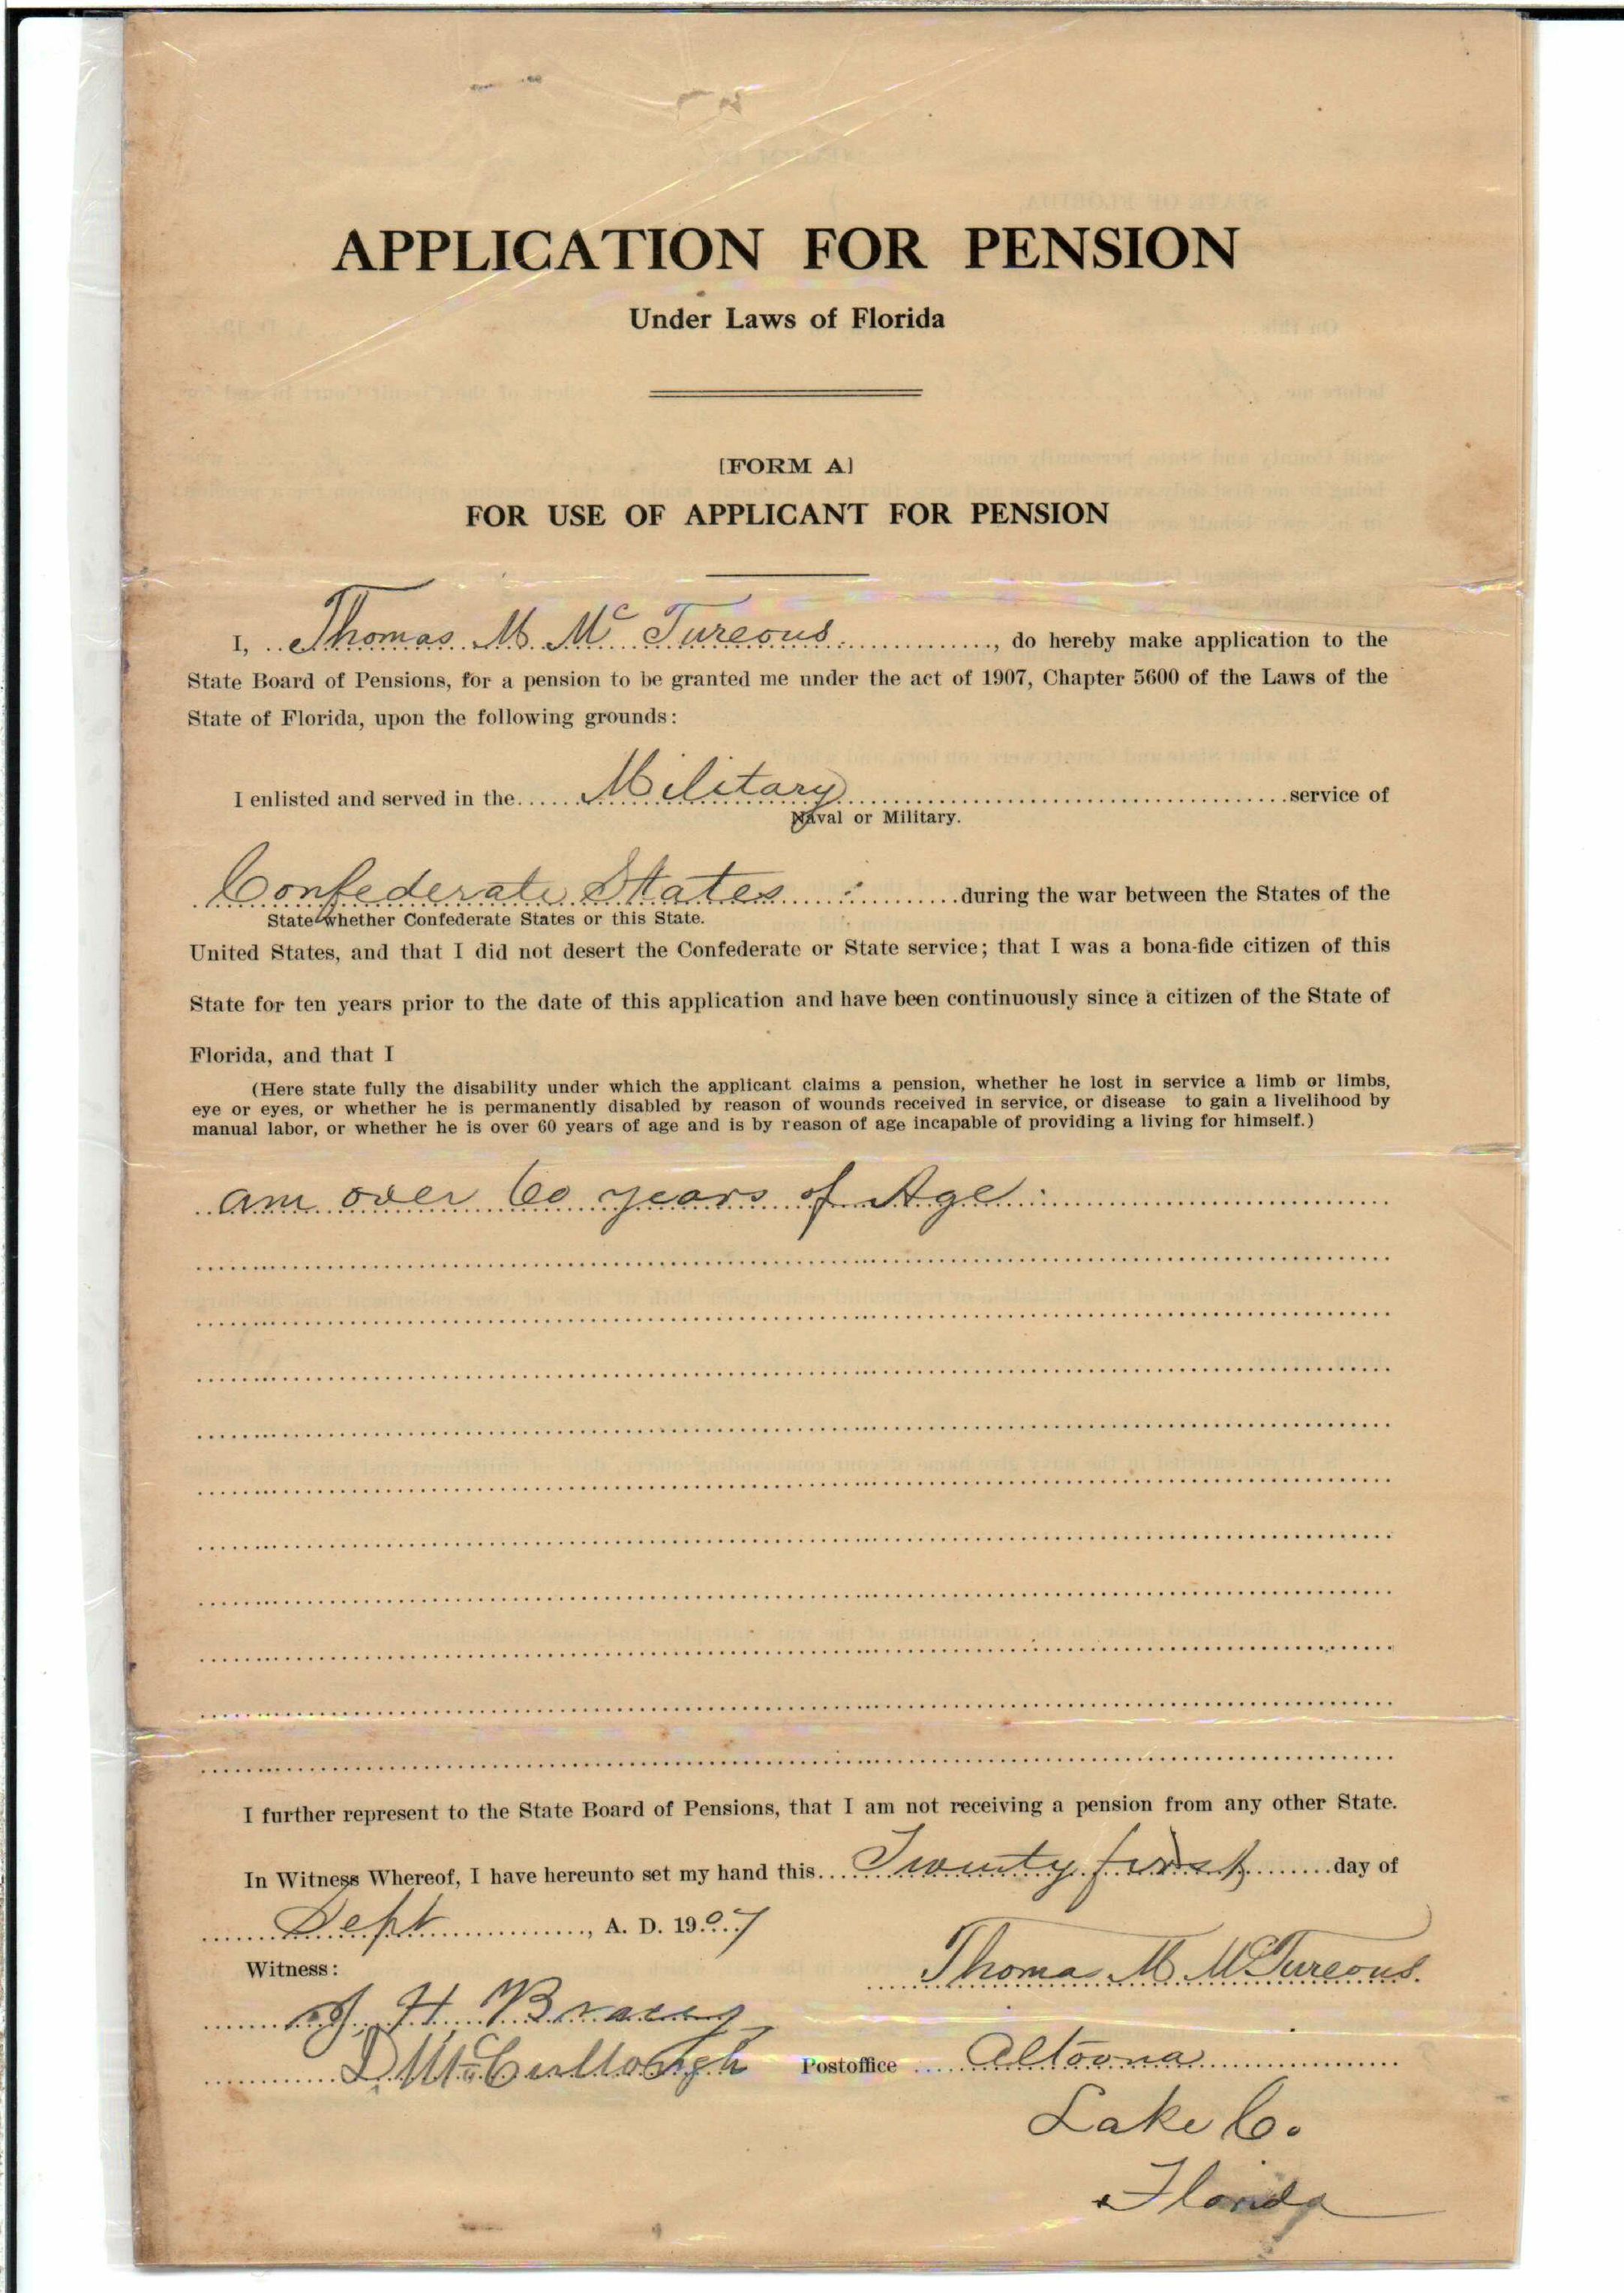 APPLICATION FOR PENSION
Under Laws of Florida
[FORM A]
FOR USE OF APPLICANT FOR PENSION
I, Thomas M. Mc Tureous, do hereby make application to the
State Board of Pensions, for a pension to be granted me under the act of 1907, Chapter 5600 of the Laws of the
State of Florida, upon the following grounds:
I enlisted and served in the Military service of
Naval or Military.
Confederate States during the war between the States of the
State whether Confederate States or this State.
United States, and that I did not desert the Confederate or State service; that I was a bona-fide citizen of this
State for ten years prior to the date of this application and have been continuously since a citizen of the State of
Florida, and that I
(Here state fully the disability under which the applicant claims a pension, whether he lost in service a limb or limbs,
eye or eyes, or whether he is permanently disabled by reason of wounds received in service, or disease to gain a livelihood by
manual labor, or whether he is over 60 years of age and is by reason of age incapable of providing a living for himself.)
am over 60 years of Age
I further represent to the State Board of Pensions, that I am not receiving a pension from any other State.
In Witness Whereof, I have hereunto set my hand this Twenty first day of
Sept, A. D. 1907
Witness: Thomas M. McTureous.
H. Bracey
D McCullough Postoffice Altoona
Lake Co.
Florida